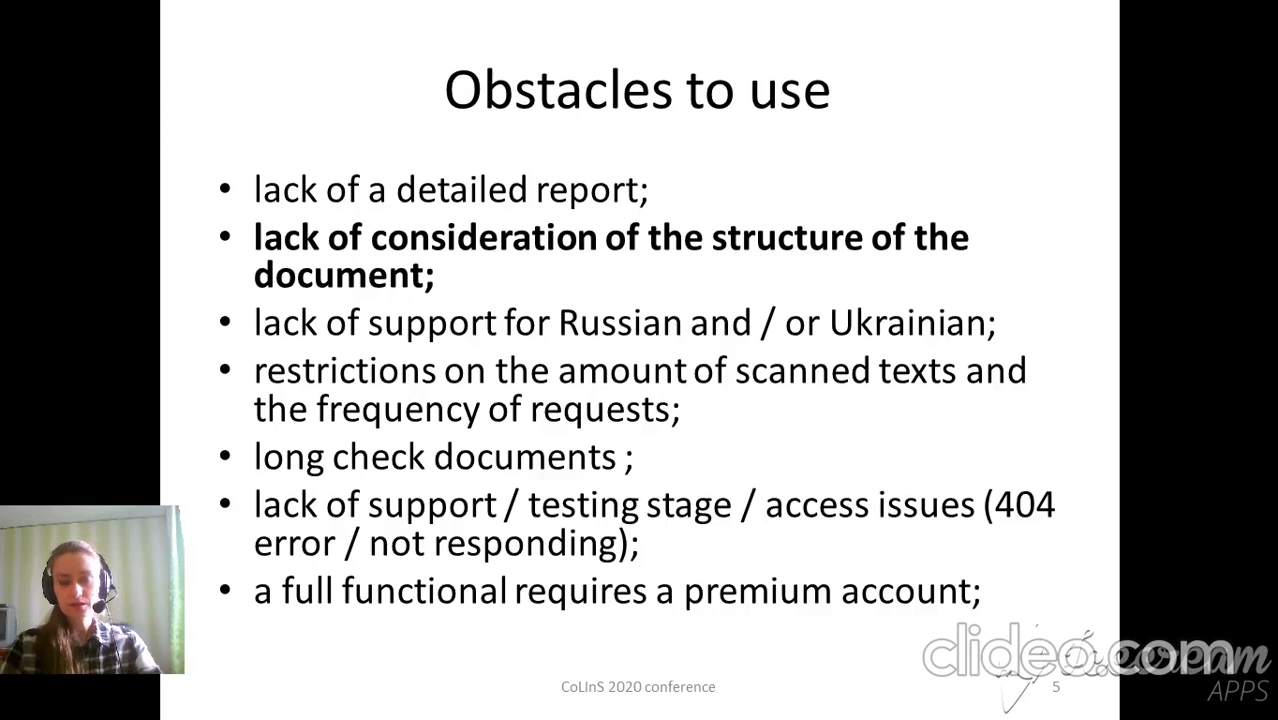 Obstacles to use
• lack of a detailed report;
• lack of consideration of the structure of the
document;
• lack of support for Russian and / or Ukrainian;
• restrictions on the amount of scanned texts and
the frequency of requests;
• long check documents ;
• lack of support / testing stage / access issues (404
error / not responding);
• a full functional requires a premium account;
clideo.com
APPS
CoLInS 2020 conference
5